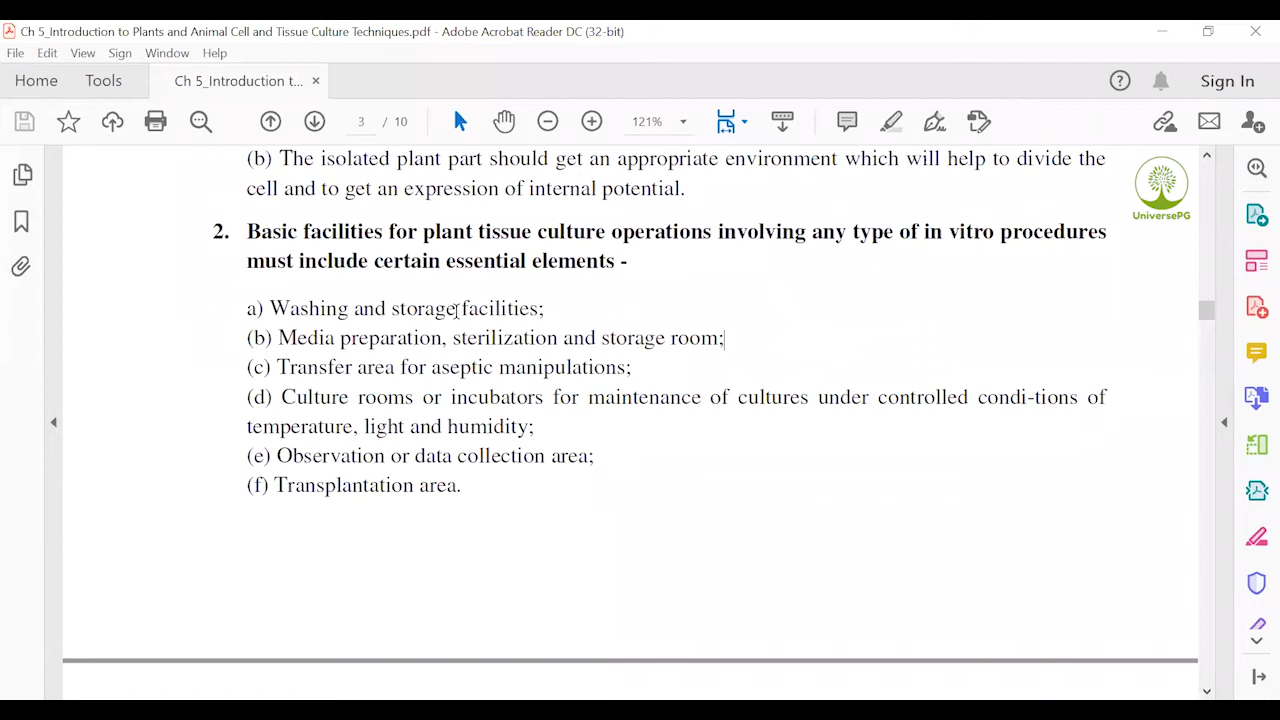 Ch 5_Introduction to Plants and Animal Cell and Tissue Culture Techniques.pdf - Adobe Acrobat Reader DC (32-bit)
File Edit View Sign Window Help
Home Tools Ch 5_Introduction t... × Sign In
3 / 10 121%
(b) The isolated plant part should get an appropriate environment which will help to divide the
cell and to get an expression of internal potential.
UniversePG
2. Basic facilities for plant tissue culture operations involving any type of in vitro procedures
must include certain essential elements -
a) Washing and storage facilities;
(b) Media preparation, sterilization and storage room;
(c) Transfer area for aseptic manipulations;
(d) Culture rooms or incubators for maintenance of cultures under controlled condi-tions of
temperature, light and humidity;
(e) Observation or data collection area;
(f) Transplantation area.